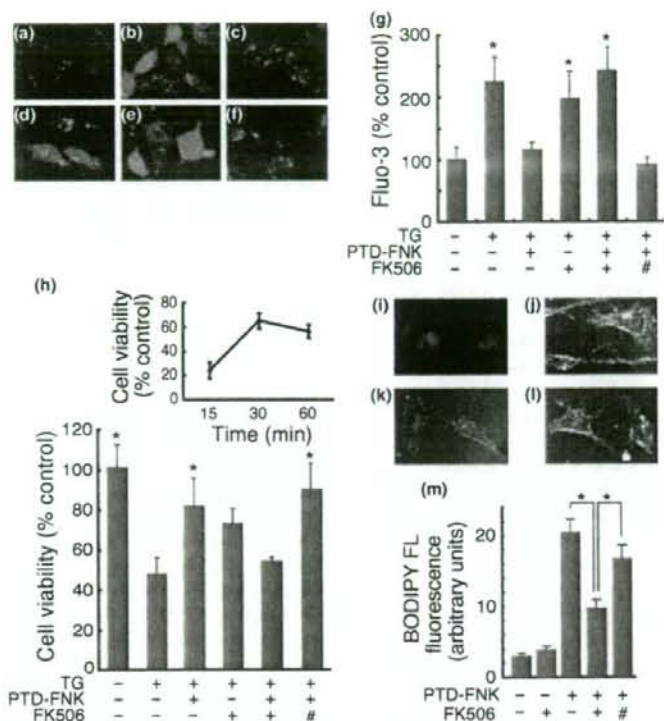 (a)
(b)
(c)
(d)
(e)
(f)
(g)
Fluo-3 (% control)
300
200
100
0
TG - + + + + +
PTD-FNK - - + - + +
FK506 - - - + + #
(h)
Cell viability
(% control)
80
60
40
20
0
15 30 60
Time (min)
Cell viability (% control)
120
100
80
60
40
20
0
* * *
TG - + + + + +
PTD-FNK - - + - + +
FK506 - - - + + #
(i)
(j)
(k)
(l)
(m)
BODIPY FL
fluorescence
(arbitrary units)
20
10
0
* *
PTD-FNK - - + + +
FK506 - + - + #